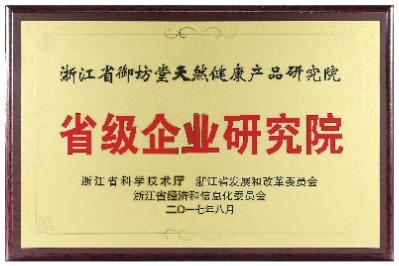 浙江省御坊堂天然健康产品研究院
省级企业研究院
浙江省科学技术厅 浙江省发展和改革委员会
浙江省经济和信息化委员会
二〇一七年八月